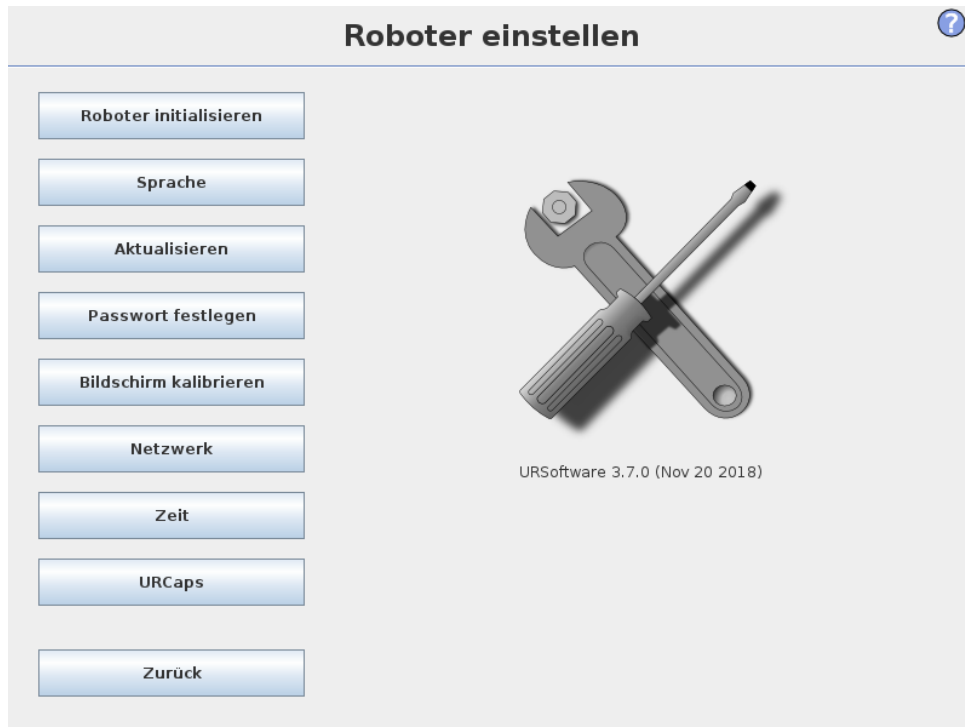 Roboter einstellen
?
Roboter initialisieren
Sprache
Aktualisieren
Passwort festlegen
Bildschirm kalibrieren
Netzwerk
Zeit
URCaps
Zurück
URSoftware 3.7.0 (Nov 20 2018)